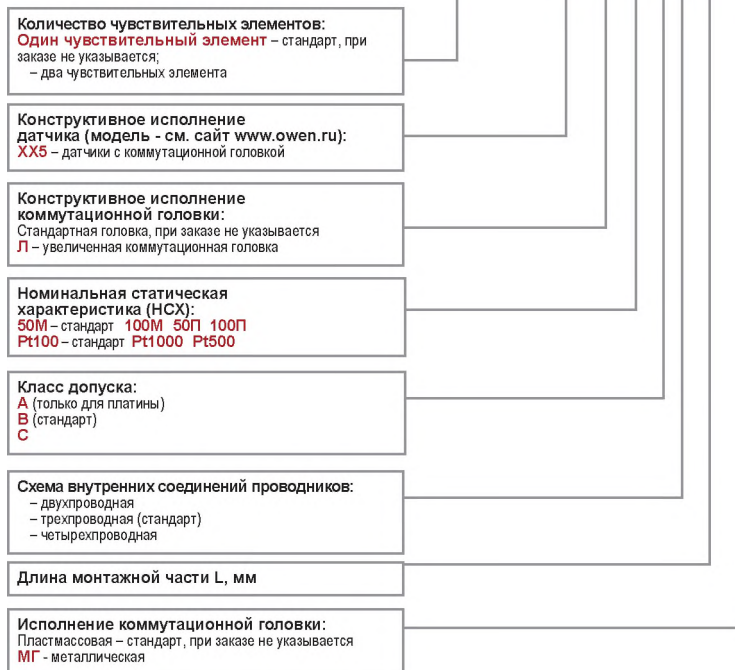 Количество чувствительных элементов:
Один чувствительный элемент – стандарт, при
заказе не указывается;
– два чувствительных элемента
Конструктивное исполнение
датчика (модель - см. сайт www.owen.ru):
ХХ5 – датчики с коммутационной головкой
Конструктивное исполнение
коммутационной головки:
Стандартная головка, при заказе не указывается
Л – увеличенная коммутационная головка
Номинальная статическая
характеристика (НСХ):
50М – стандарт 100М 50П 100П
Pt100 – стандарт Pt1000 Pt500
Класс допуска:
А (только для платины)
В (стандарт)
С
Схема внутренних соединений проводников:
– двухпроводная
– трехпроводная (стандарт)
– четырехпроводная
Длина монтажной части L, мм
Исполнение коммутационной головки:
Пластмассовая – стандарт, при заказе не указывается
МГ - металлическая